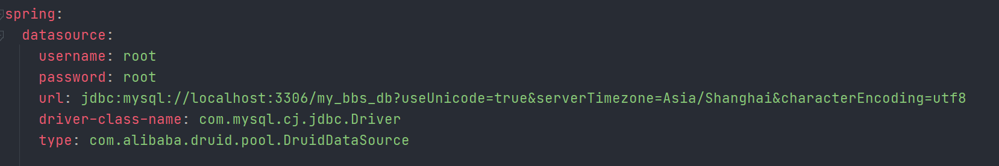 spring:
datasource:
username: root
password: root
url: jdbc:mysql://localhost:3306/my_bbs_db?useUnicode=true&serverTimezone=Asia/Shanghai&characterEncoding=utf8
driver-class-name: com.mysql.cj.jdbc.Driver
type: com.alibaba.druid.pool.DruidDataSource